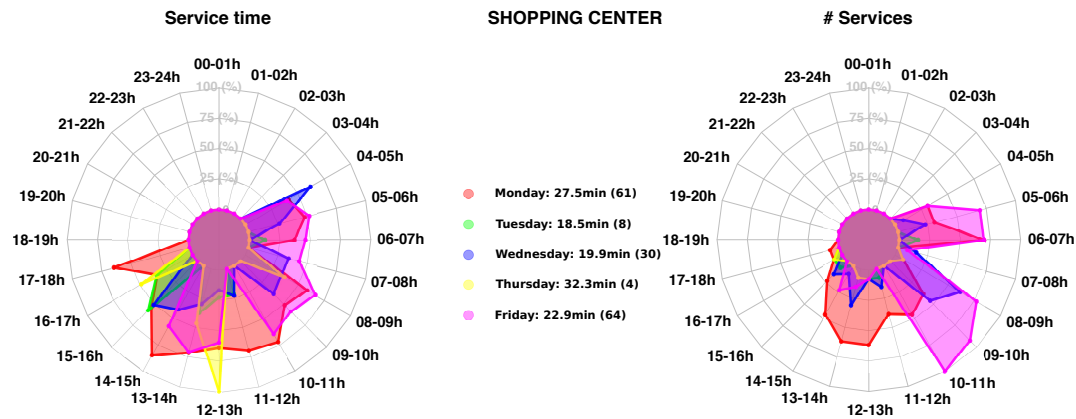 Service time
SHOPPING CENTER
# Services
00-01h
01-02h
02-03h
03-04h
04-05h
05-06h
06-07h
07-08h
08-09h
09-10h
10-11h
11-12h
12-13h
13-14h
14-15h
15-16h
16-17h
17-18h
18-19h
19-20h
20-21h
21-22h
22-23h
23-24h
100 (%)
75 (%)
50 (%)
25 (%)
Monday: 27.5min (61)
Tuesday: 18.5min (8)
Wednesday: 19.9min (30)
Thursday: 32.3min (4)
Friday: 22.9min (64)
00-01h
01-02h
02-03h
03-04h
04-05h
05-06h
06-07h
07-08h
08-09h
09-10h
10-11h
11-12h
12-13h
13-14h
14-15h
15-16h
16-17h
17-18h
18-19h
19-20h
20-21h
21-22h
22-23h
23-24h
100 (%)
75 (%)
50 (%)
25 (%)